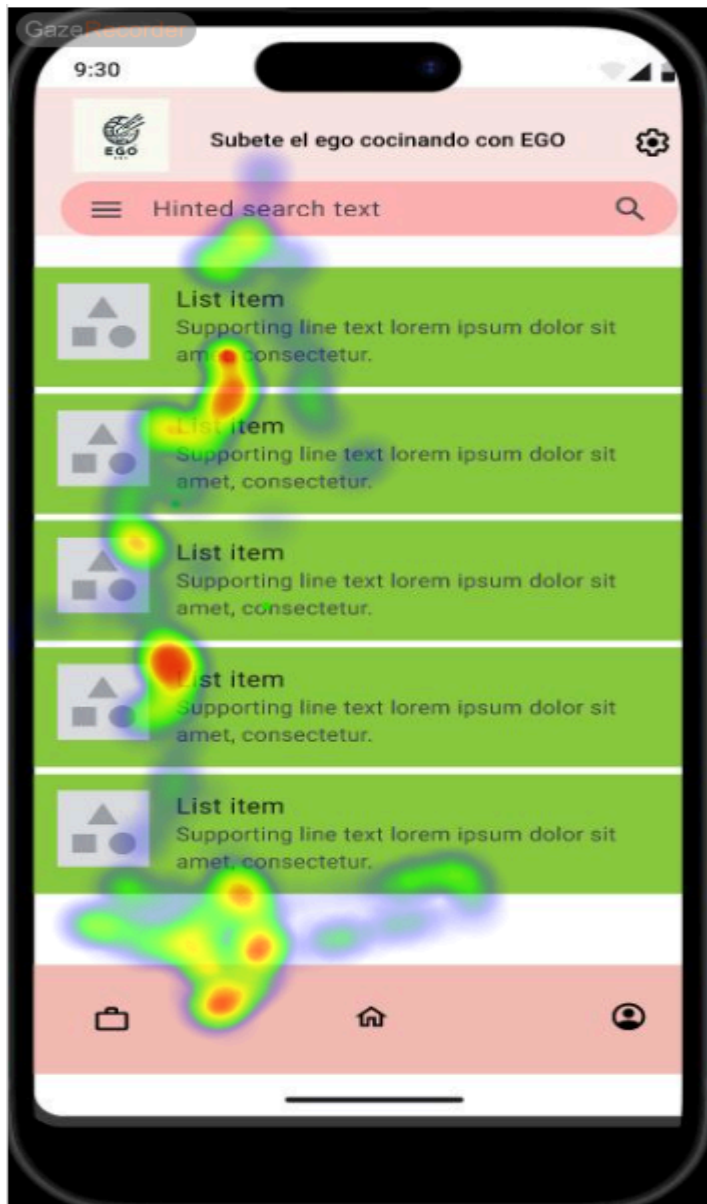 GazeRecorder
9:30
EGO
Subete el ego cocinando con EGO
Hinted search text
List item
Supporting line text lorem ipsum dolor sit
amet, consectetur.
List item
Supporting line text lorem ipsum dolor sit
amet, consectetur.
List item
Supporting line text lorem ipsum dolor sit
amet, consectetur.
List item
Supporting line text lorem ipsum dolor sit
amet, consectetur.
List item
Supporting line text lorem ipsum dolor sit
amet, consectetur.